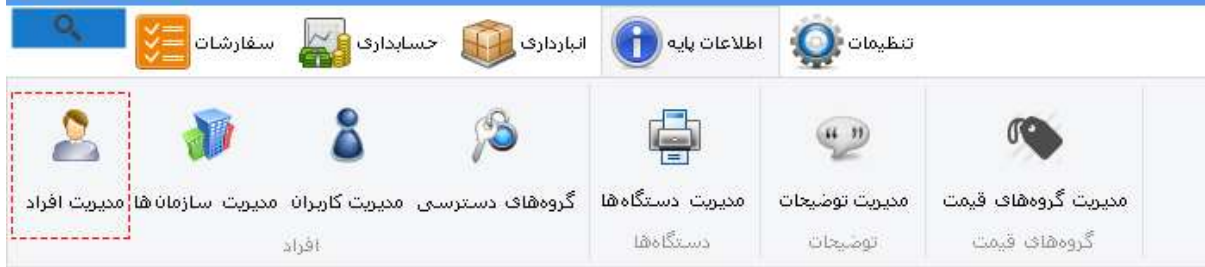 تنظیمات اطلاعات پایه انبارداری حسابداری سفارشات
مدیریت گروه‌های قیمت مدیریت توضیحات مدیریت دستگاه‌ها گروه‌های دسترسی مدیریت کاربران مدیریت سازمان‌ها مدیریت افراد
گروه‌های قیمت توضیحات دستگاه‌ها افراد